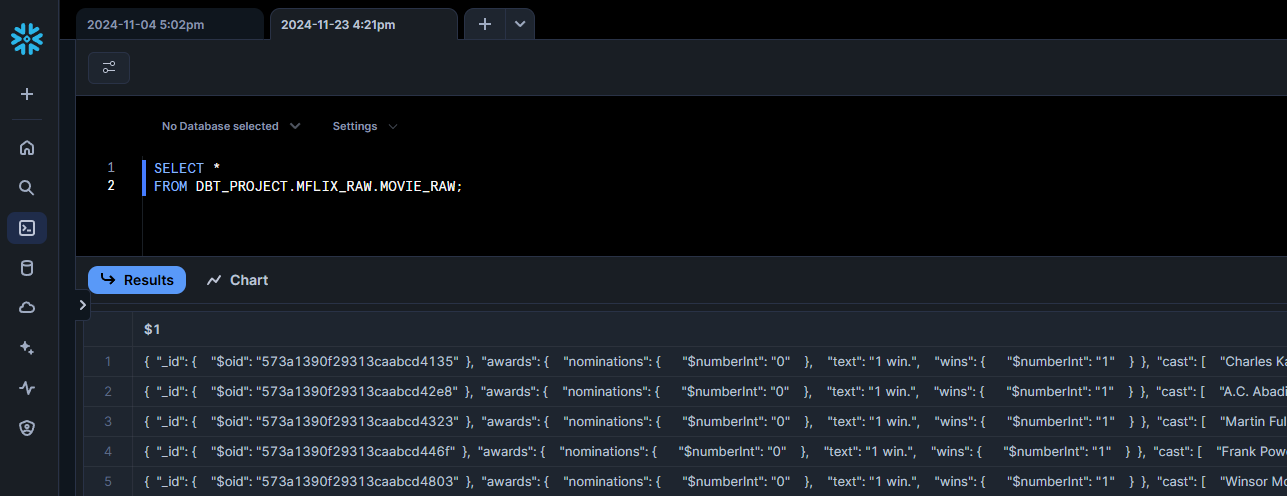 2024-11-04 5:02pm
2024-11-23 4:21pm
No Database selected
Settings
1 SELECT *
2 FROM DBT_PROJECT.MFLIX_RAW.MOVIE_RAW;
Results
Chart
$1
1 { "_id": { "$oid": "573a1390f29313caabcd4135" }, "awards": { "nominations": { "$numberInt": "0" }, "text": "1 win.", "wins": { "$numberInt": "1" } }, "cast": [ "Charles Ka
2 { "_id": { "$oid": "573a1390f29313caabcd42e8" }, "awards": { "nominations": { "$numberInt": "0" }, "text": "1 win.", "wins": { "$numberInt": "1" } }, "cast": [ "A.C. Abadi
3 { "_id": { "$oid": "573a1390f29313caabcd4323" }, "awards": { "nominations": { "$numberInt": "0" }, "text": "1 win.", "wins": { "$numberInt": "1" } }, "cast": [ "Martin Ful
4 { "_id": { "$oid": "573a1390f29313caabcd446f" }, "awards": { "nominations": { "$numberInt": "0" }, "text": "1 win.", "wins": { "$numberInt": "1" } }, "cast": [ "Frank Powe
5 { "_id": { "$oid": "573a1390f29313caabcd4803" }, "awards": { "nominations": { "$numberInt": "0" }, "text": "1 win.", "wins": { "$numberInt": "1" } }, "cast": [ "Winsor Mc